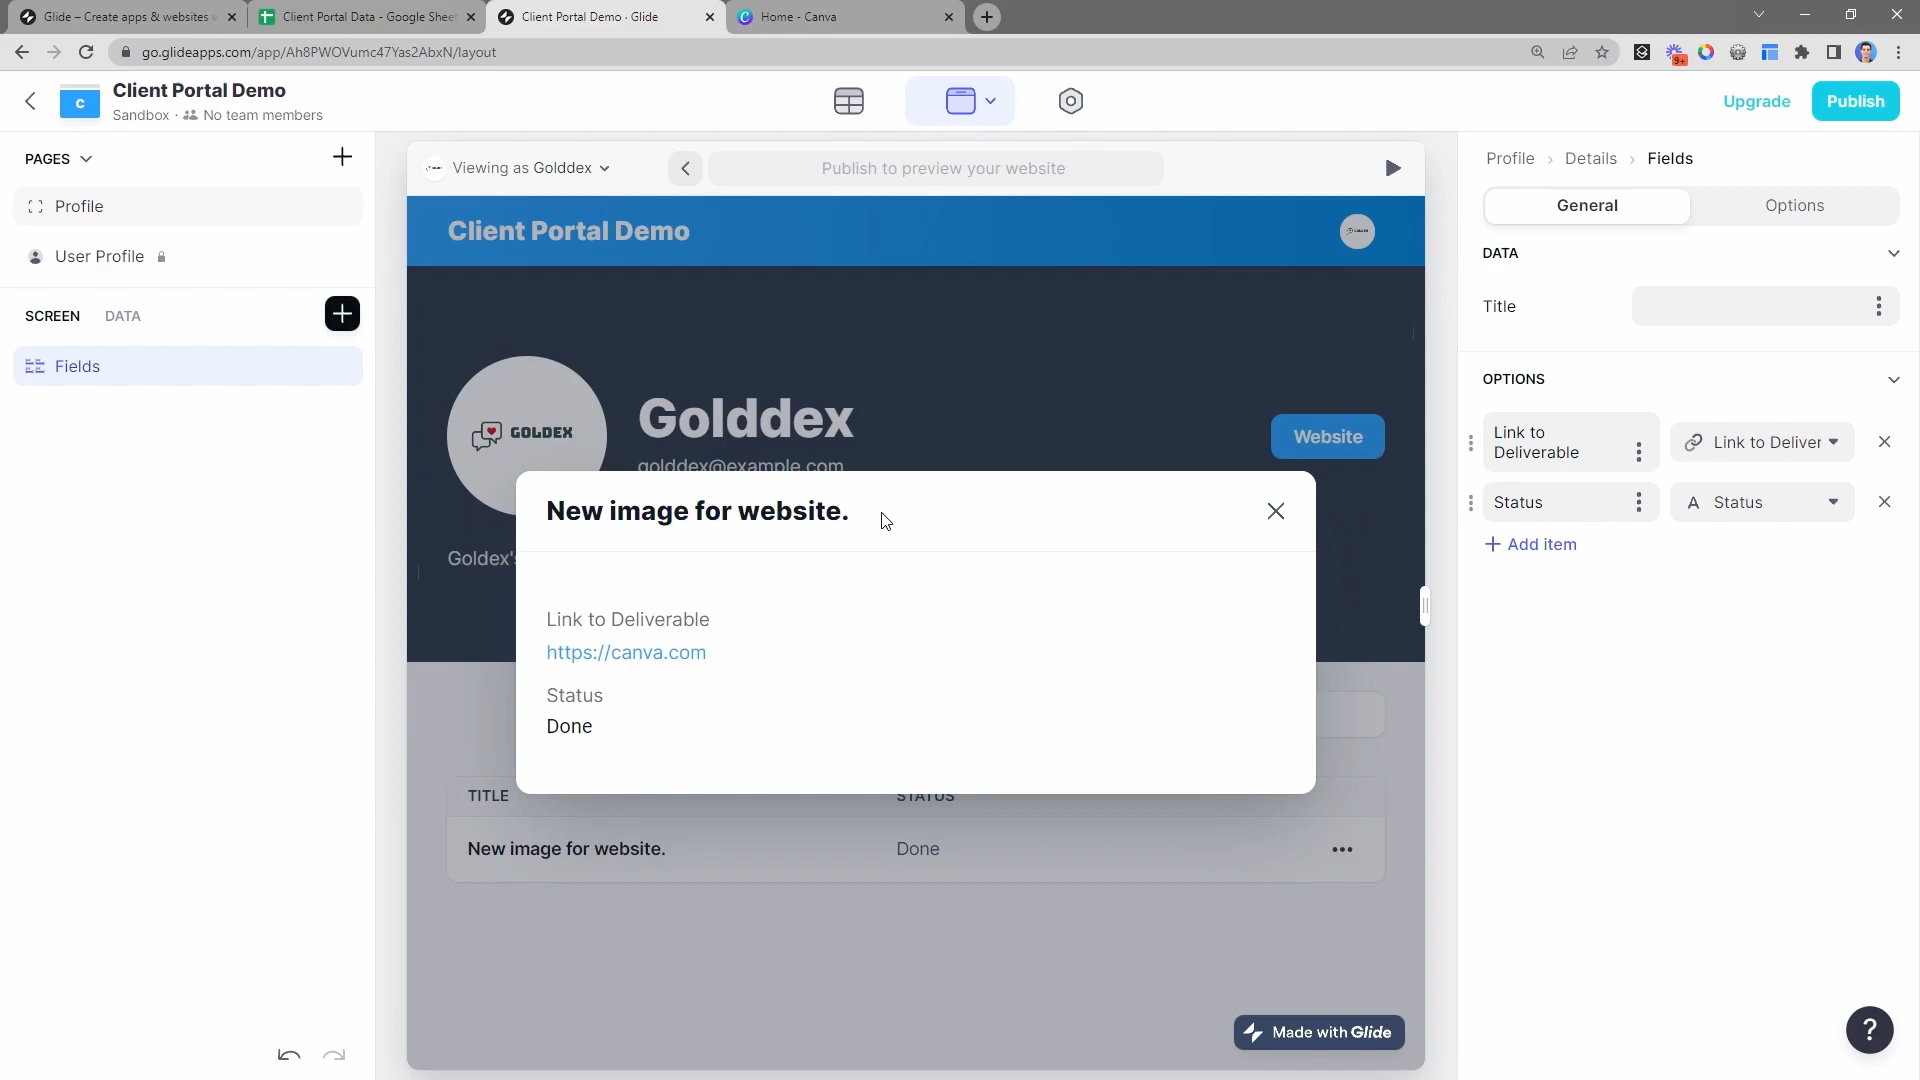 Glide – Create apps & websites w
Client Portal Data - Google Sheet
Client Portal Demo · Glide
Home - Canva
go.glideapps.com/app/Ah8PWOVumc47Yas2AbxN/layout
9+
C
Client Portal Demo
Sandbox · No team members
Upgrade
Publish
PAGES
Profile
User Profile
SCREEN
DATA
Fields
Viewing as Golddex
Publish to preview your website
Client Portal Demo
GOLDEX
GOLDEX
Golddex
golddex@example.com
Website
Goldex's
New image for website.
Link to Deliverable
https://canva.com
Status
Done
TITLE
STATUS
New image for website.
Done
Made with Glide
Profile › Details › Fields
General
Options
DATA
Title
OPTIONS
Link to
Deliverable
Link to Deliver
Status
A Status
+ Add item
?